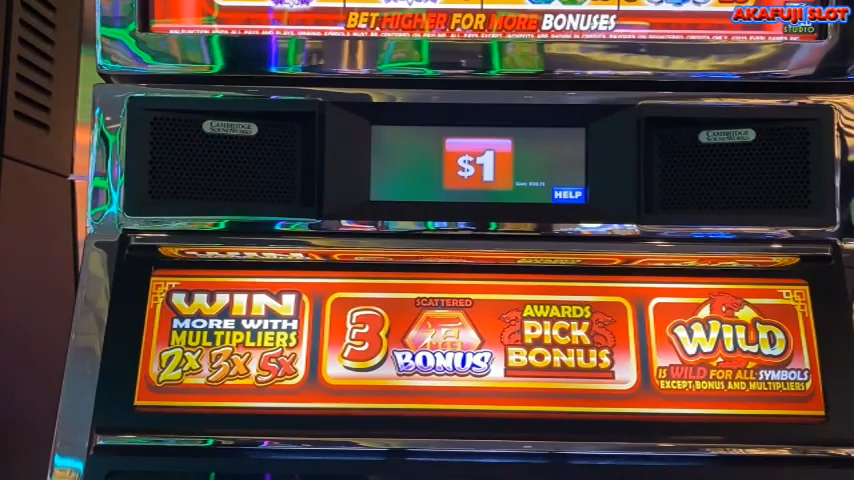 AKAFUJI SLOT
STUDIO
BET HIGHER FOR MORE BONUSES
CAMBRIDGE
SOUNDWORKS
CAMBRIDGE
SOUNDWORKS
$1
HELP
WIN
MORE WITH
MULTIPLIERS
2X 3X 5X
3
SCATTERED
BONUS
AWARDS
PICK
BONUS
WILD
IS WILD FOR ALL SYMBOLS
EXCEPT BONUS AND MULTIPLIERS